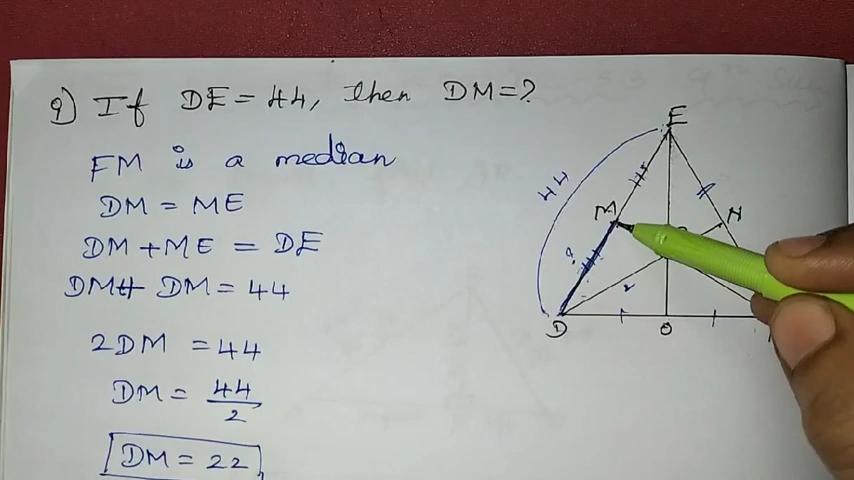 9) If DE = 44, then DM = ?
FM is a median
DM = ME
DM + ME = DE
DM + DM = 44
2DM = 44
DM = 44/2
DM = 22
E
44
M
N
?
2
D
O